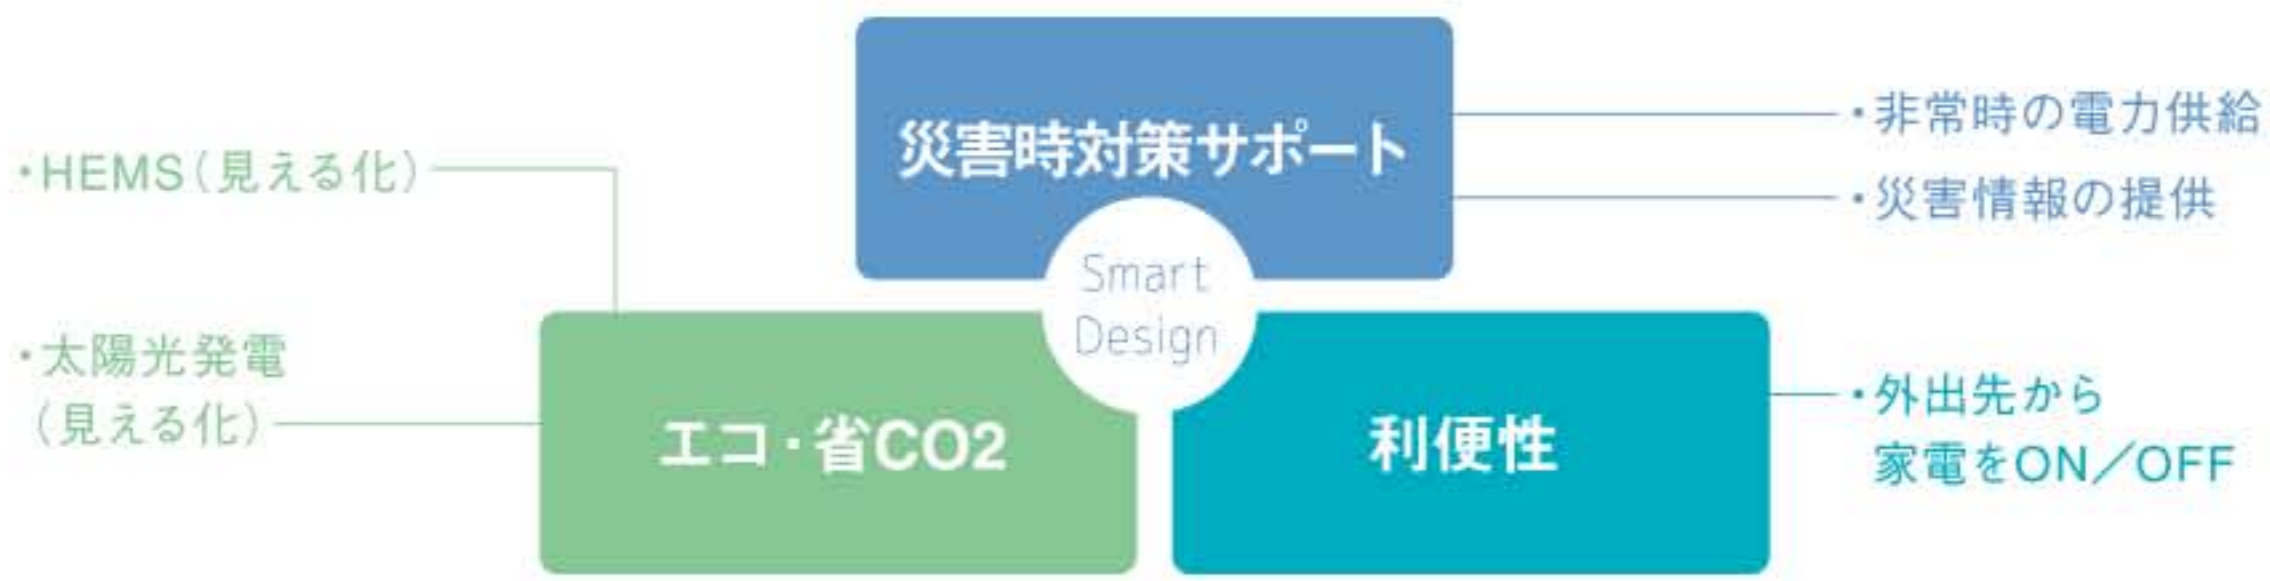 災害時対策サポート
・非常時の電力供給
・災害情報の提供
・HEMS（見える化）
Smart
Design
・太陽光発電
（見える化）
エコ・省CO2
利便性
・外出先から
家電をON／OFF